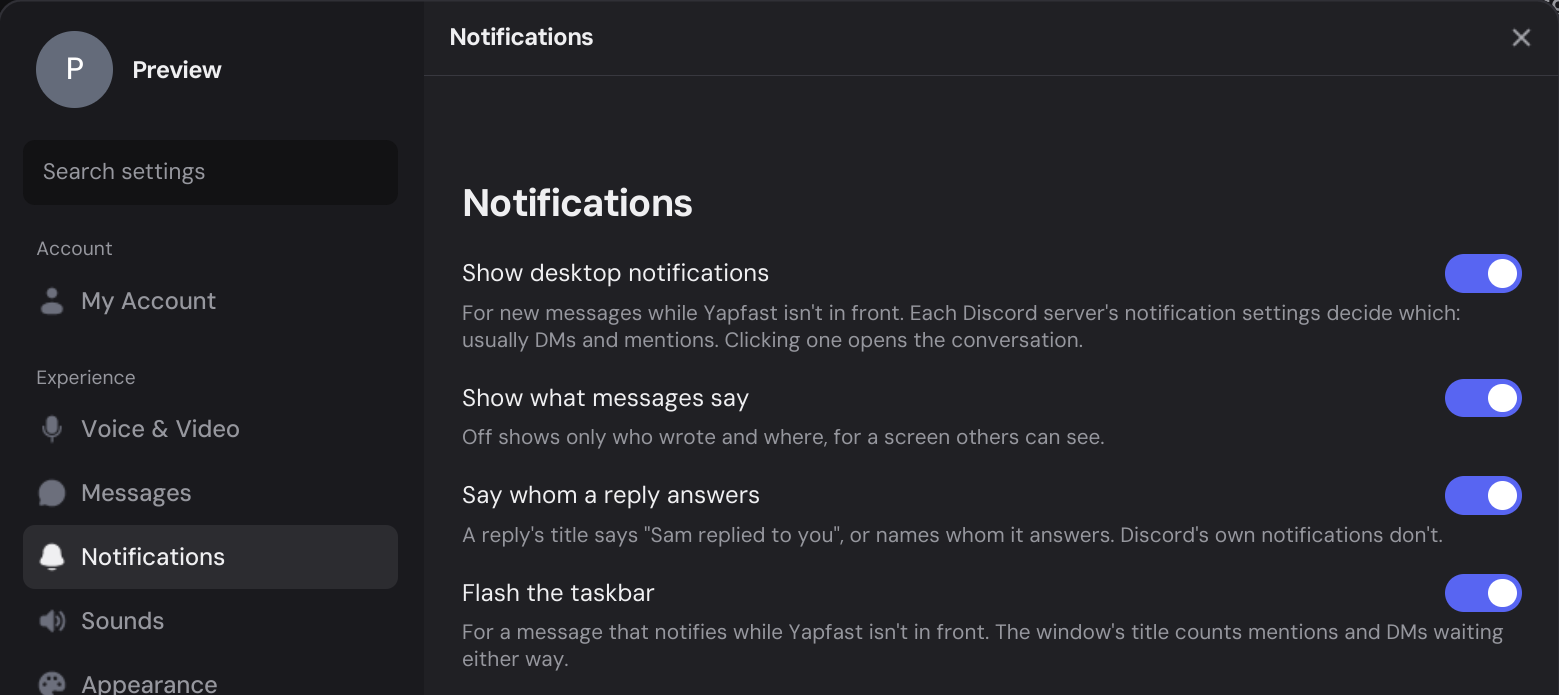 P
Preview
Search settings
Account
My Account
Experience
Voice & Video
Messages
Notifications
Sounds
Appearance
Notifications
Notifications
Show desktop notifications
For new messages while Yapfast isn't in front. Each Discord server's notification settings decide which:
usually DMs and mentions. Clicking one opens the conversation.
Show what messages say
Off shows only who wrote and where, for a screen others can see.
Say whom a reply answers
A reply's title says "Sam replied to you", or names whom it answers. Discord's own notifications don't.
Flash the taskbar
For a message that notifies while Yapfast isn't in front. The window's title counts mentions and DMs waiting
either way.